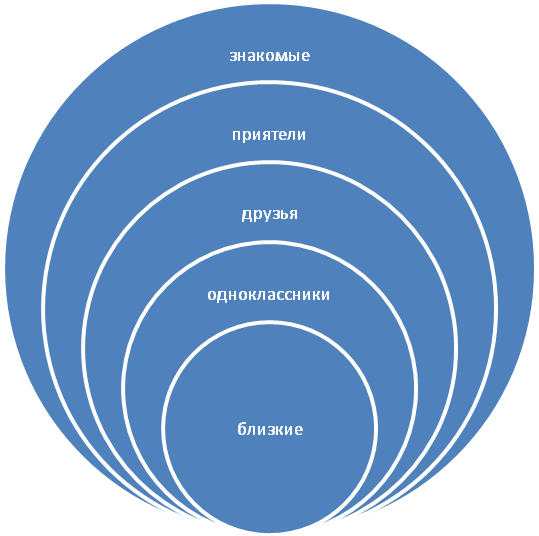 знакомые
приятели
друзья
одноклассники
близкие